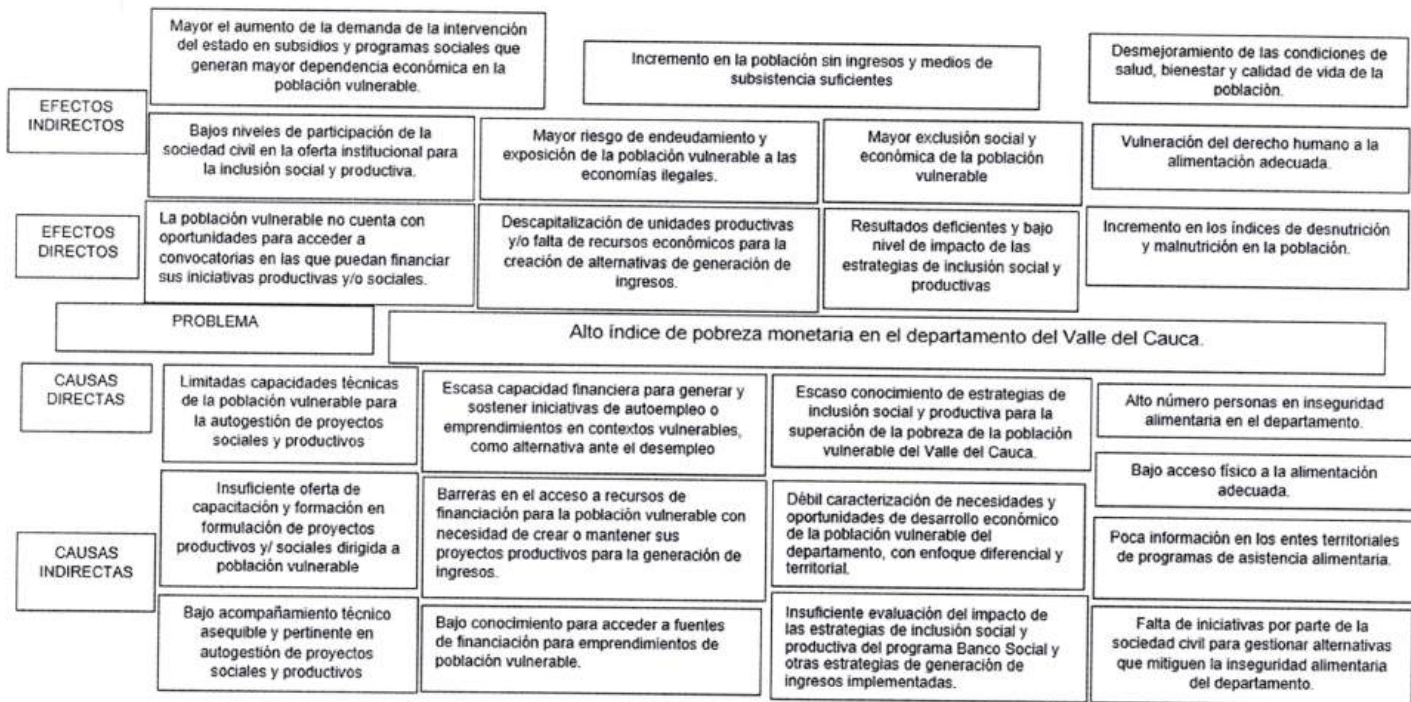 Mayor el aumento de la demanda de la intervención
del estado en subsidios y programas sociales que
generan mayor dependencia económica en la
población vulnerable.
Incremento en la población sin ingresos y medios de
subsistencia suficientes
Desmejoramiento de las condiciones de
salud, bienestar y calidad de vida de la
población.
EFECTOS
INDIRECTOS
Bajos niveles de participación de la
sociedad civil en la oferta institucional para
la inclusión social y productiva.
Mayor riesgo de endeudamiento y
exposición de la población vulnerable a las
economías ilegales.
Mayor exclusión social y
económica de la población
vulnerable
Vulneración del derecho humano a la
alimentación adecuada.
EFECTOS
DIRECTOS
La población vulnerable no cuenta con
oportunidades para acceder a
convocatorias en las que puedan financiar
sus iniciativas productivas y/o sociales.
Descapitalización de unidades productivas
y/o falta de recursos económicos para la
creación de alternativas de generación de
ingresos.
Resultados deficientes y bajo
nivel de impacto de las
estrategias de inclusión social y
productivas
Incremento en los índices de desnutrición
y malnutrición en la población.
PROBLEMA
Alto índice de pobreza monetaria en el departamento del Valle del Cauca.
CAUSAS
DIRECTAS
Limitadas capacidades técnicas
de la población vulnerable para
la autogestión de proyectos
sociales y productivos
Escasa capacidad financiera para generar y
sostener iniciativas de autoempleo o
emprendimientos en contextos vulnerables,
como alternativa ante el desempleo
Escaso conocimiento de estrategias de
inclusión social y productiva para la
superación de la pobreza de la población
vulnerable del Valle del Cauca.
Alto número personas en inseguridad
alimentaria en el departamento.
Bajo acceso físico a la alimentación
adecuada.
CAUSAS
INDIRECTAS
Insuficiente oferta de
capacitación y formación en
formulación de proyectos
productivos y/ sociales dirigida a
población vulnerable
Barreras en el acceso a recursos de
financiación para la población vulnerable con
necesidad de crear o mantener sus
proyectos productivos para la generación de
ingresos.
Débil caracterización de necesidades y
oportunidades de desarrollo económico
de la población vulnerable del
departamento, con enfoque diferencial y
territorial.
Poca información en los entes territoriales
de programas de asistencia alimentaria.
Bajo acompañamiento técnico
asequible y pertinente en
autogestión de proyectos
sociales y productivos
Bajo conocimiento para acceder a fuentes
de financiación para emprendimientos de
población vulnerable.
Insuficiente evaluación del impacto de
las estrategias de inclusión social y
productiva del programa Banco Social y
otras estrategias de generación de
ingresos implementadas.
Falta de iniciativas por parte de la
sociedad civil para gestionar alternativas
que mitiguen la inseguridad alimentaria
del departamento.